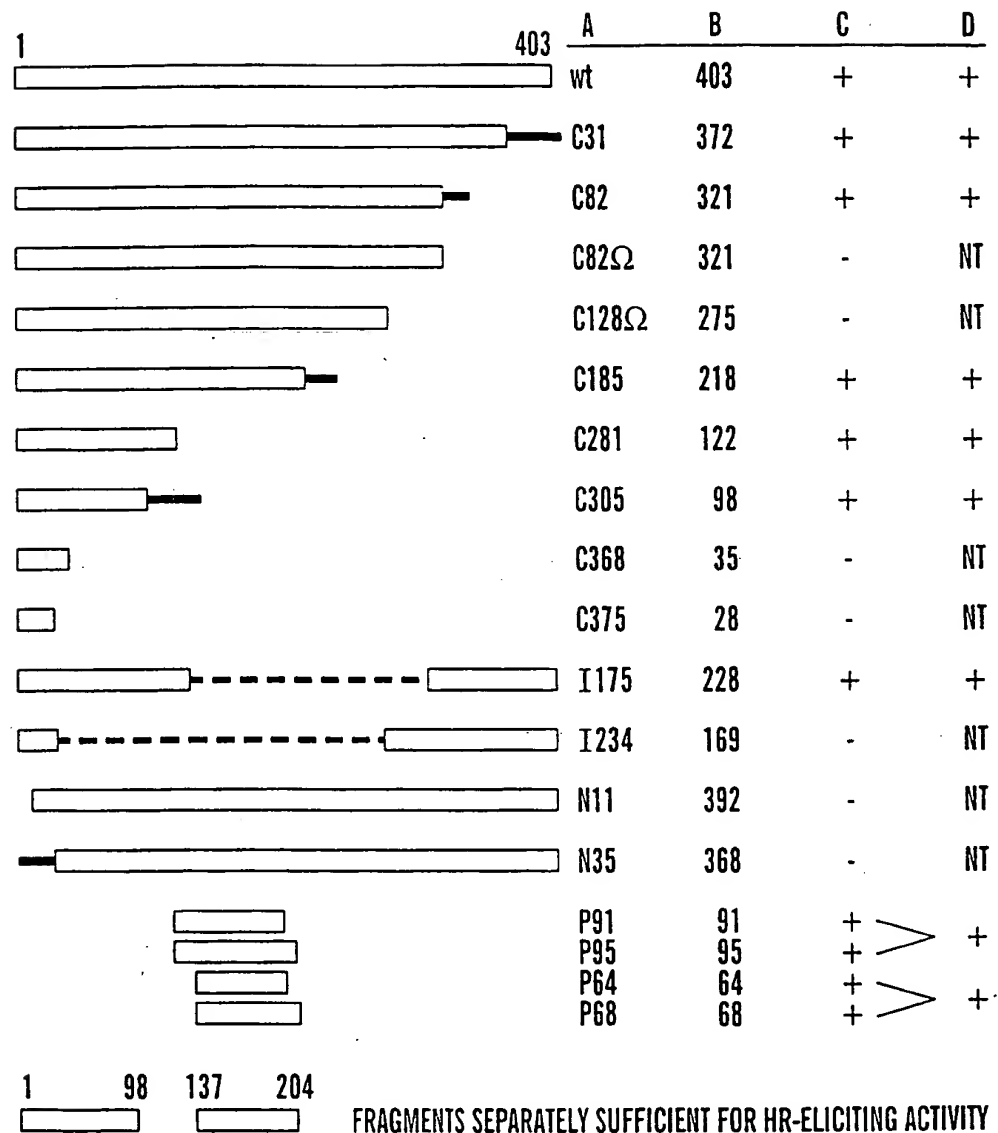 A B C D
1 403
wt 403 + +
C31 372 + +
C82 321 + +
C82Ω 321 - NT
C128Ω 275 - NT
C185 218 + +
C281 122 + +
C305 98 + +
C368 35 - NT
C375 28 - NT
I175 228 + +
I234 169 - NT
N11 392 - NT
N35 368 - NT
P91 91 +
P95 95 +
+
P64 64 +
P68 68 +
+
1 98 137 204
FRAGMENTS SEPARATELY SUFFICIENT FOR HR-ELICITING ACTIVITY